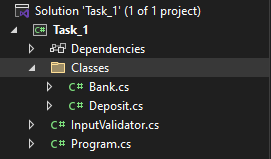 Solution 'Task_1' (1 of 1 project)
C# Task_1
Dependencies
Classes
C# Bank.cs
C# Deposit.cs
C# InputValidator.cs
C# Program.cs